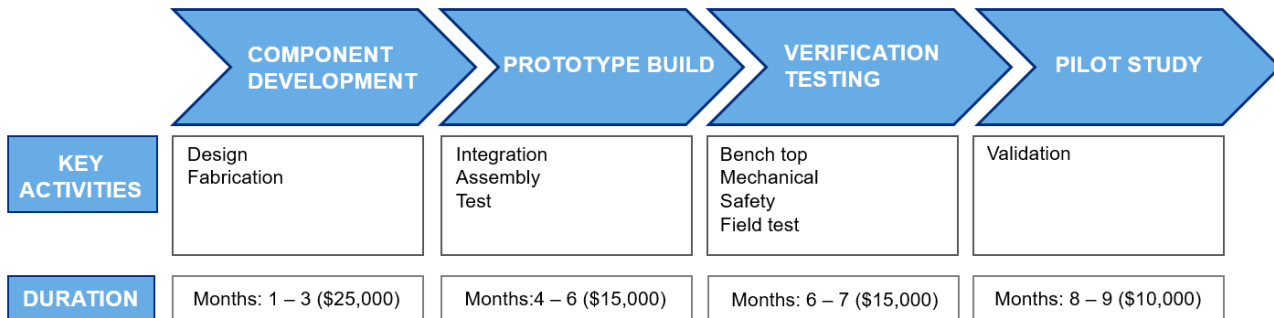 COMPONENT
DEVELOPMENT
PROTOTYPE BUILD
VERIFICATION
TESTING
PILOT STUDY
KEY
ACTIVITIES
Design
Fabrication
Integration
Assembly
Test
Bench top
Mechanical
Safety
Field test
Validation
DURATION
Months: 1 – 3 ($25,000)
Months:4 – 6 ($15,000)
Months: 6 – 7 ($15,000)
Months: 8 – 9 ($10,000)